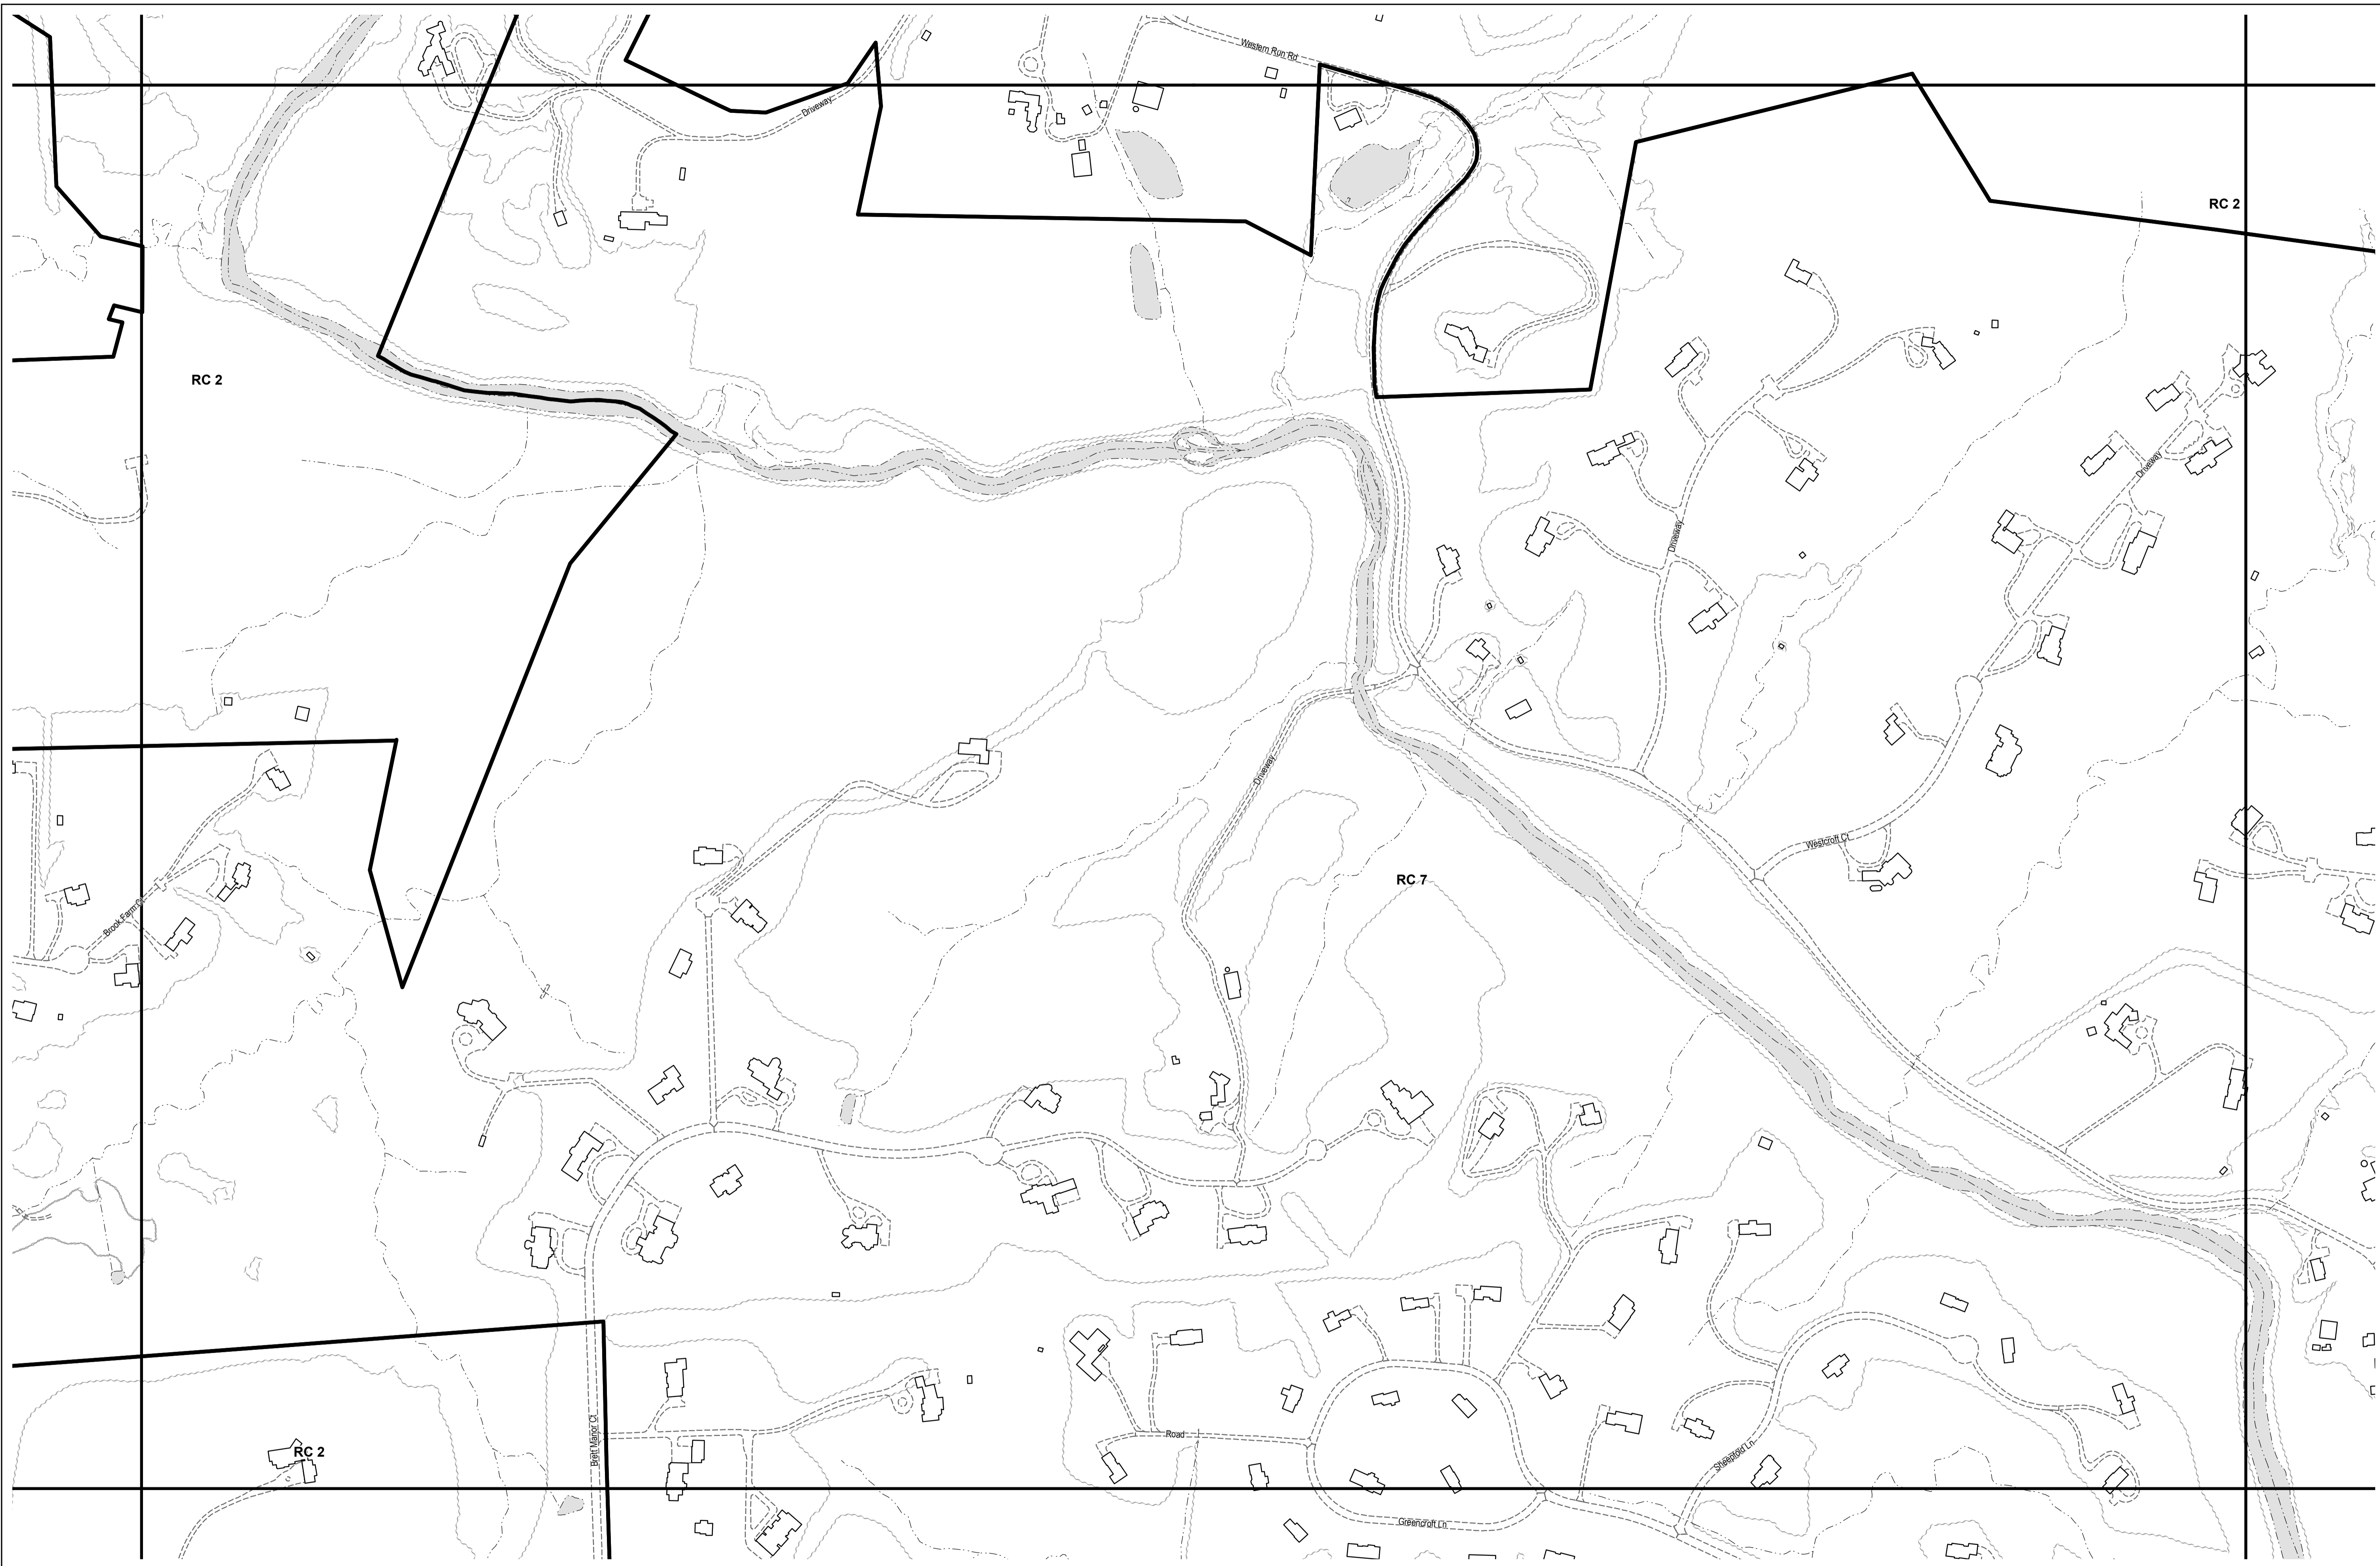 Western Run Rd
Driveway
RC 2
RC 2
Driveway
Driveway
Driveway
Westcroft Ct
RC 7
Brook Farm Ct
Brett Manor Ct
Road
RC 2
Sheepfold Ln
Greencroft Ln